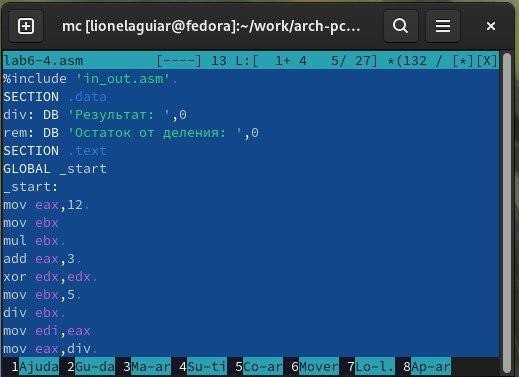 mc [lionelaguiar@fedora]:~/work/arch-pc...
lab6-4.asm [----] 13 L:[ 1+ 4 5/ 27] *(132 / [*][X]
%include 'in_out.asm'.
SECTION .data
div: DB 'Результат: ',0
rem: DB 'Остаток от деления: ',0
SECTION .text
GLOBAL _start
_start:
mov eax,12.
mov ebx
mul ebx.
add eax,3.
xor edx,edx.
mov ebx,5.
div ebx.
mov edi,eax
mov eax,div.
1Ajuda 2Gu~da 3Ma~ar 4Su~ti 5Co~ar 6Mover 7Lo~l. 8Ap~ar